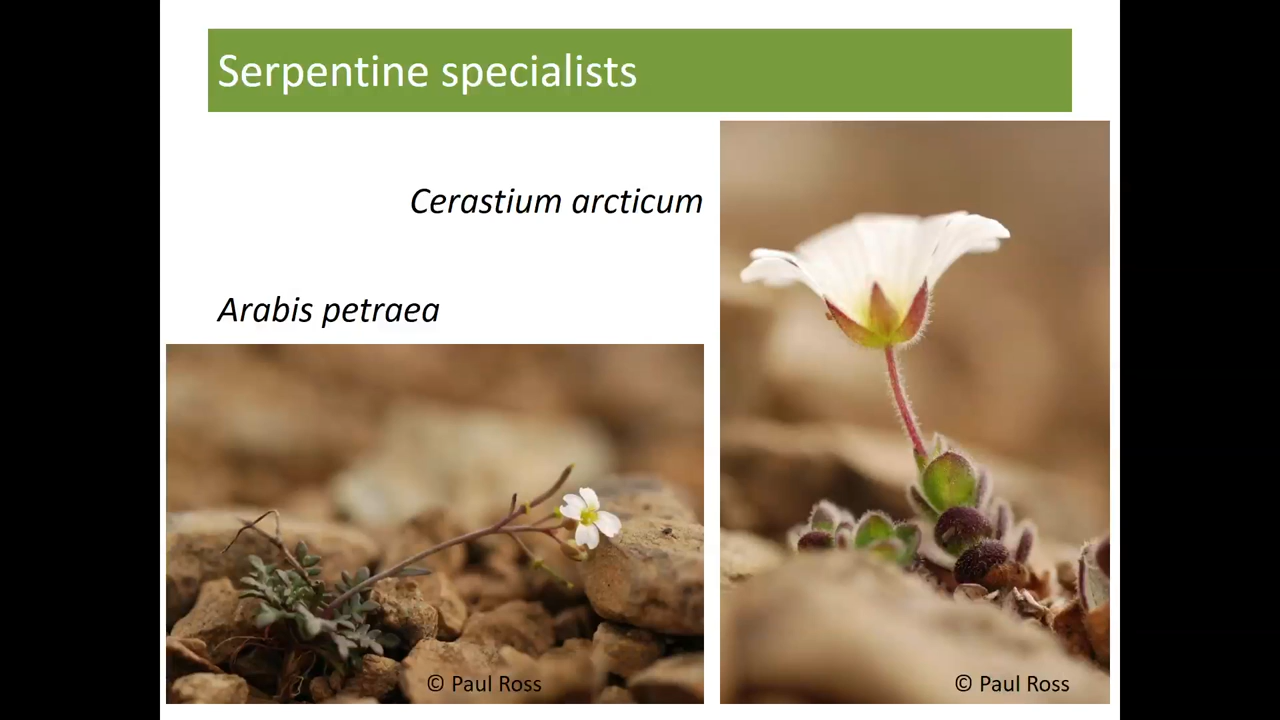 Serpentine specialists
Cerastium arcticum
Arabis petraea
© Paul Ross
© Paul Ross